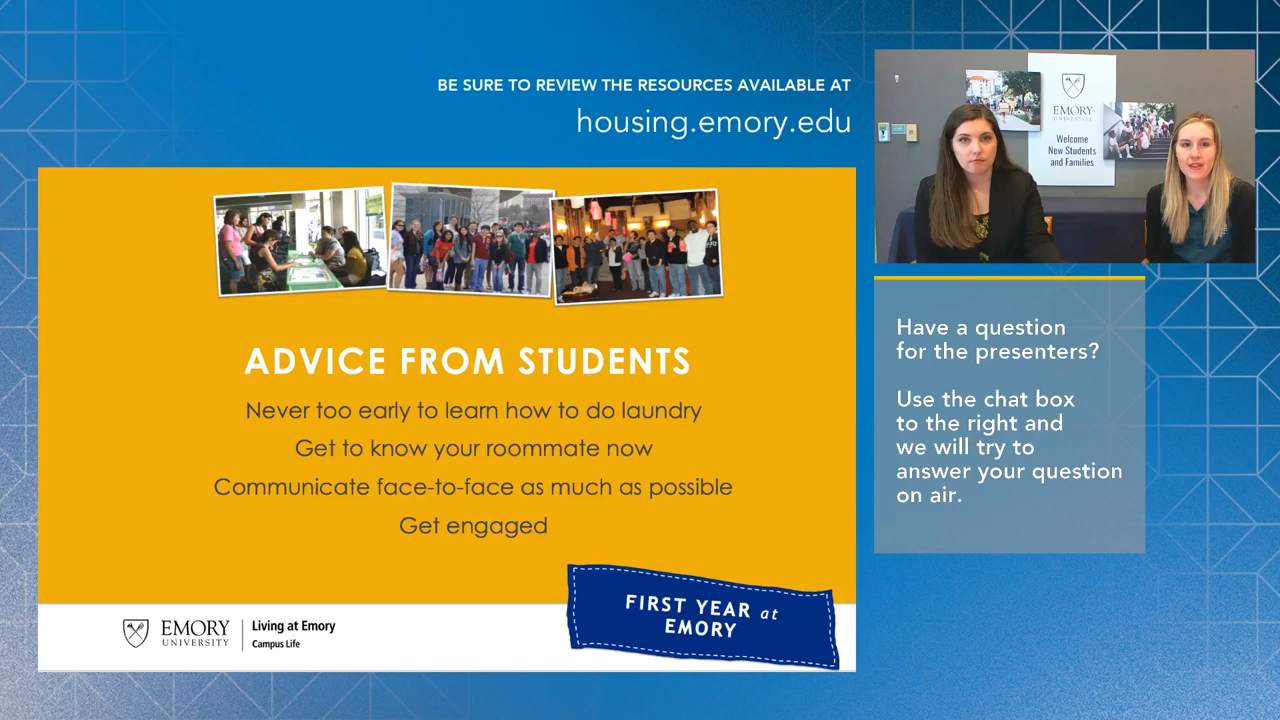 BE SURE TO REVIEW THE RESOURCES AVAILABLE AT
housing.emory.edu
EMORY
UNIVERSITY
Welcome
New Students
and Families
ADVICE FROM STUDENTS
Never too early to learn how to do laundry
Get to know your roommate now
Communicate face-to-face as much as possible
Get engaged
FIRST YEAR at
EMORY
EMORY
UNIVERSITY
Living at Emory
Campus Life
Have a question
for the presenters?
Use the chat box
to the right and
we will try to
answer your question
on air.